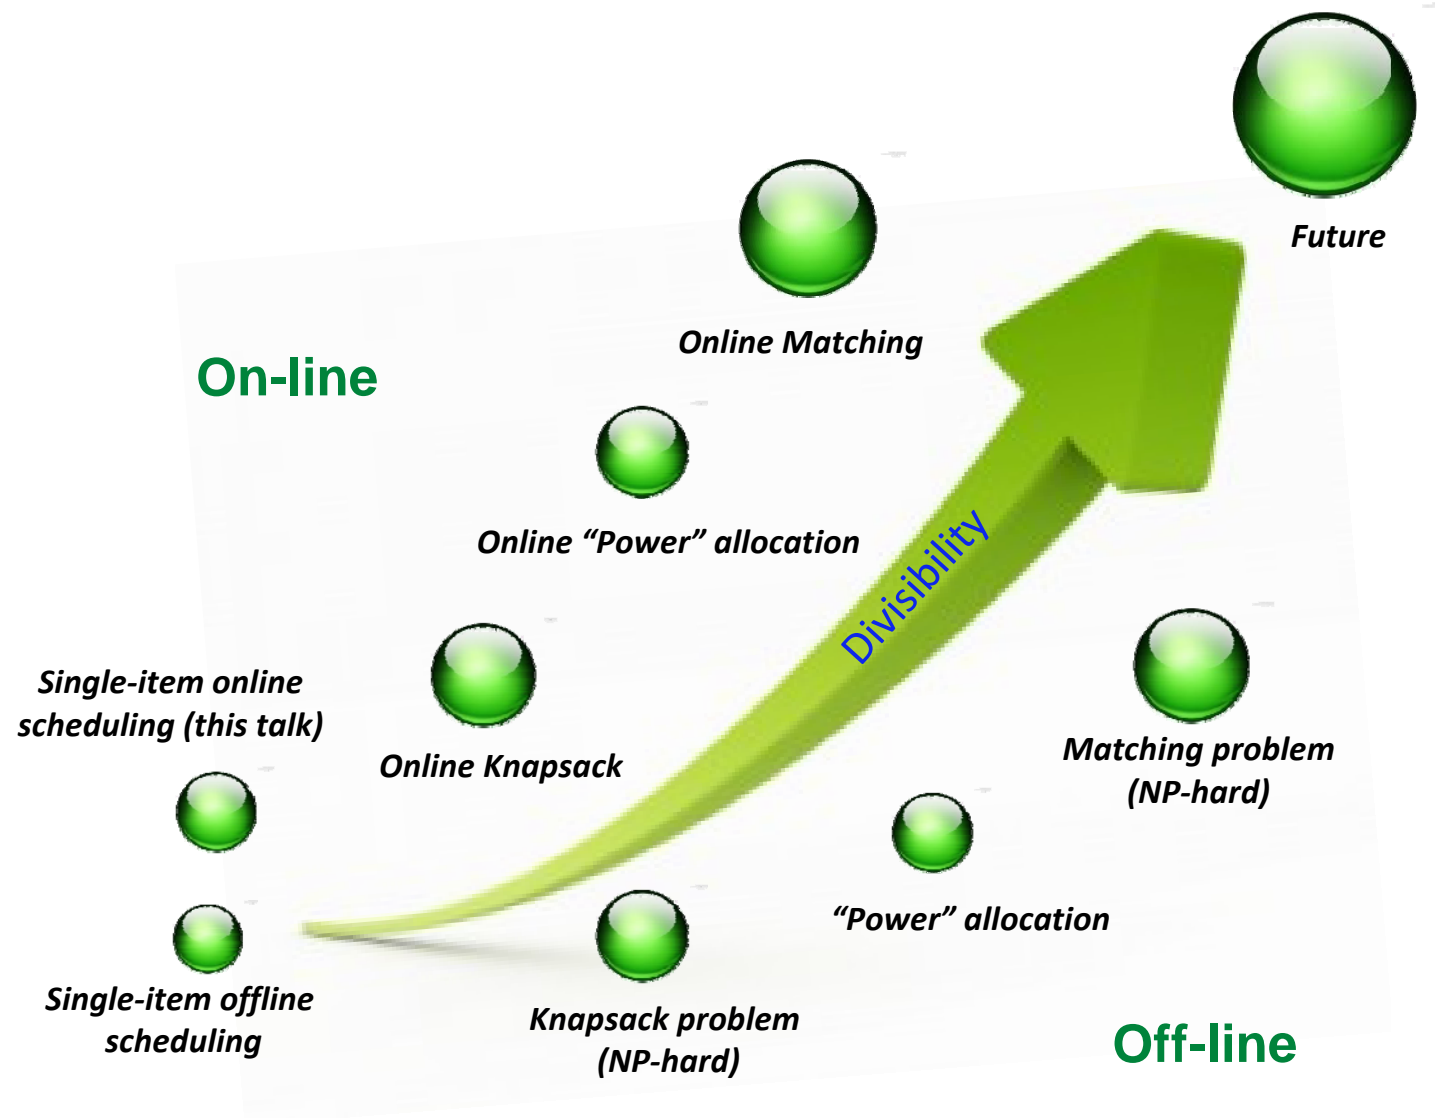 Future
Online Matching
On-line
Online “Power” allocation
Divisibility
Single-item online
scheduling (this talk)
Online Knapsack
Matching problem
(NP-hard)
“Power” allocation
Single-item offline
scheduling
Knapsack problem
(NP-hard)
Off-line